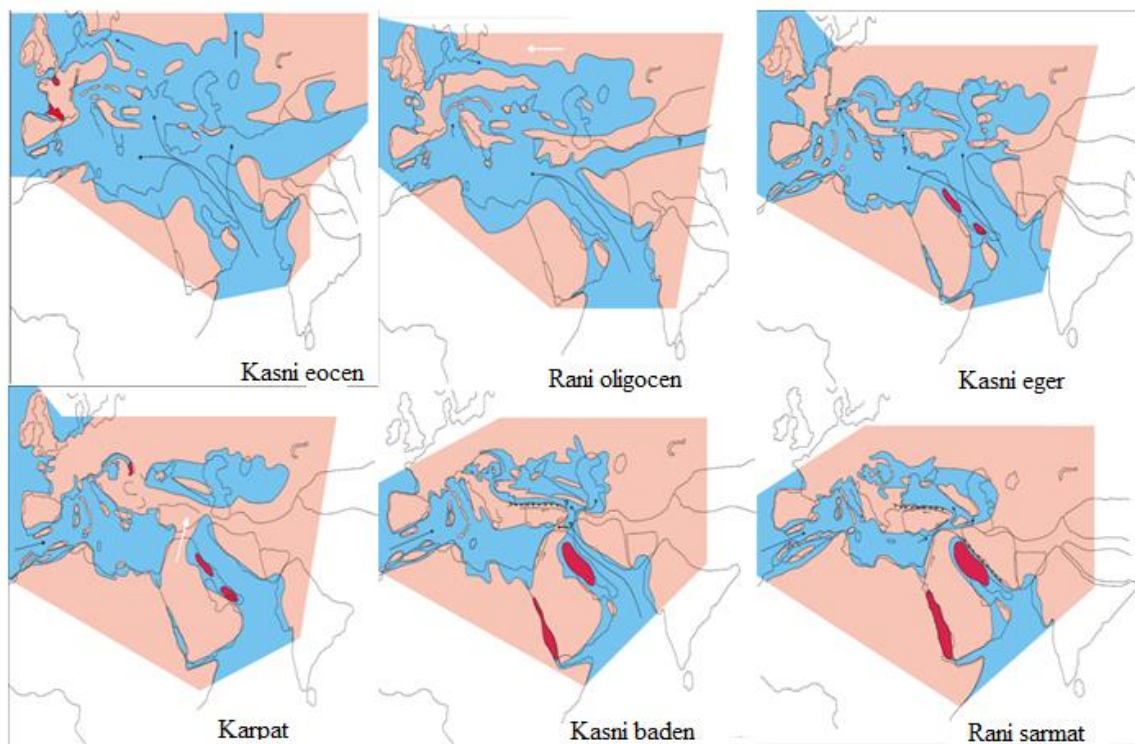 Kasni eocen
Rani oligocen
Kasni eger
Karpat
Kasni baden
Rani sarmat